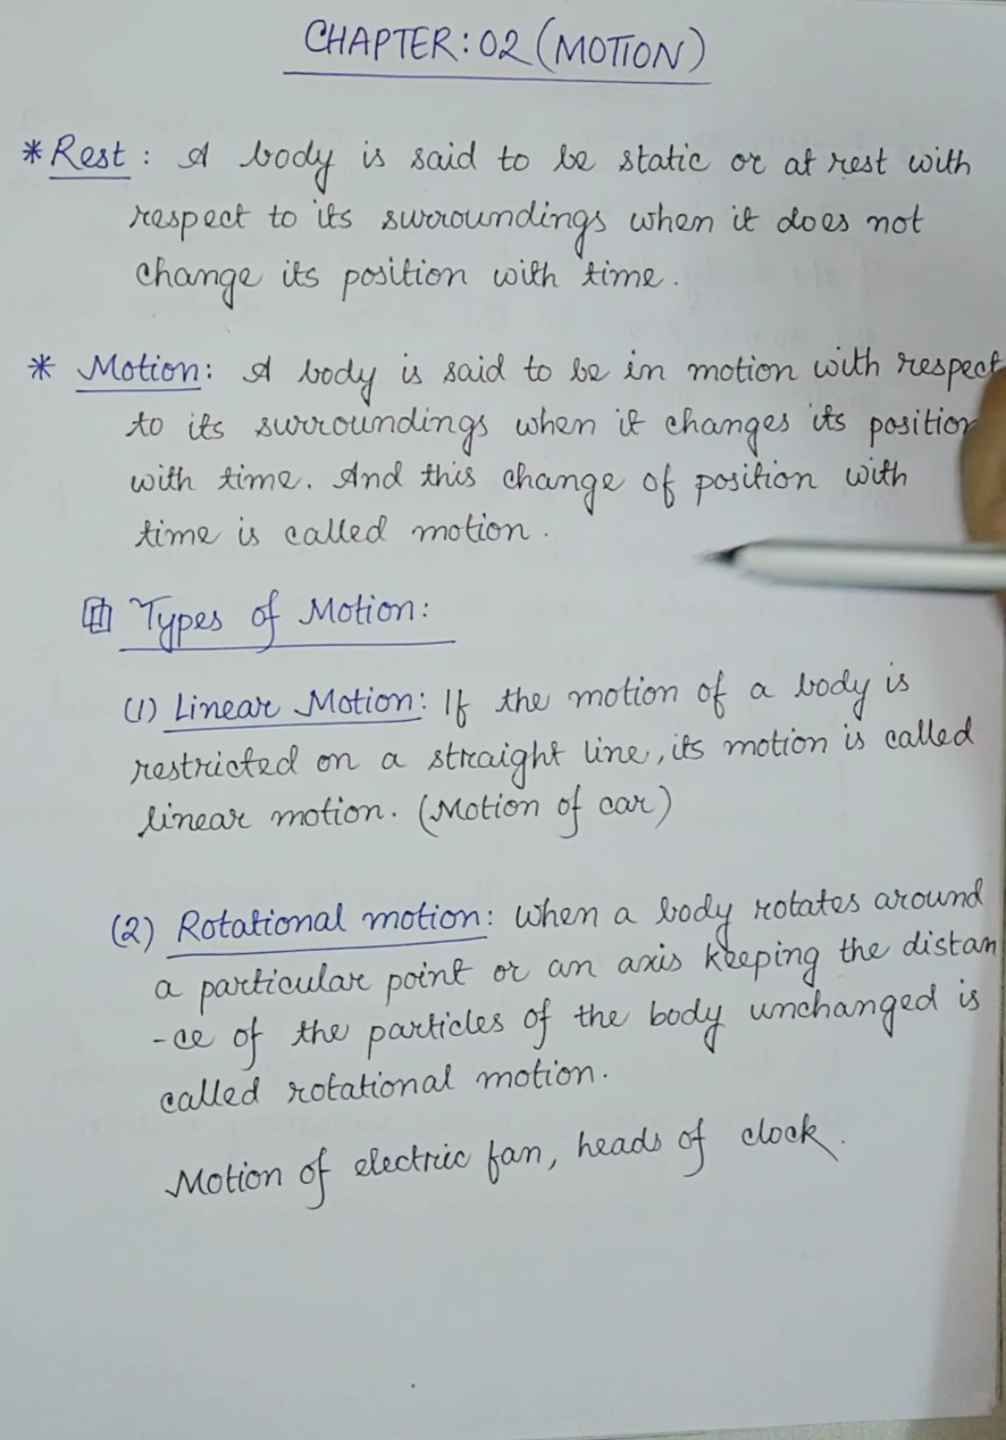 CHAPTER: 02 (MOTION)
* Rest : A body is said to be static or at rest with
respect to its surroundings when it does not
change its position with time.
* Motion: A body is said to be in motion with respect
to its surroundings when it changes its position
with time. And this change of position with
time is called motion.
Types of Motion:
(1) Linear Motion: If the motion of a body is
restricted on a straight line, its motion is called
linear motion. (Motion of car)
(2) Rotational motion: when a body rotates around
a particular point or an axis keeping the distan
-ce of the particles of the body unchanged is
called rotational motion.
Motion of electric fan, heads of clock.